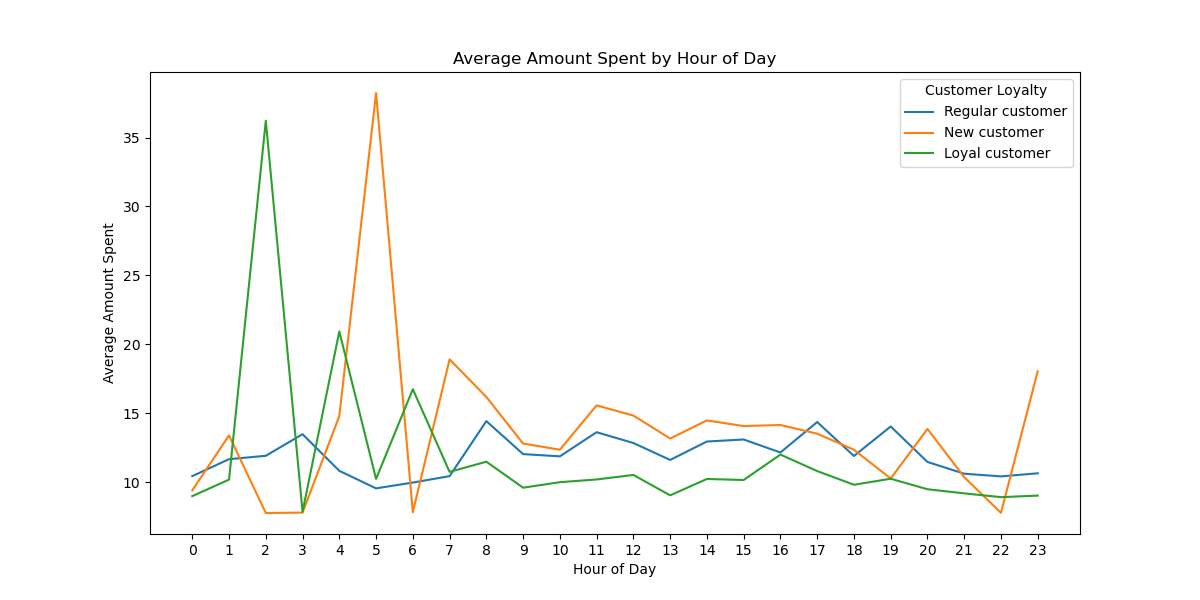 Average Amount Spent by Hour of Day
Customer Loyalty
Regular customer
New customer
Loyal customer
Average Amount Spent
35
30
25
20
15
10
0 1 2 3 4 5 6 7 8 9 10 11 12 13 14 15 16 17 18 19 20 21 22 23
Hour of Day